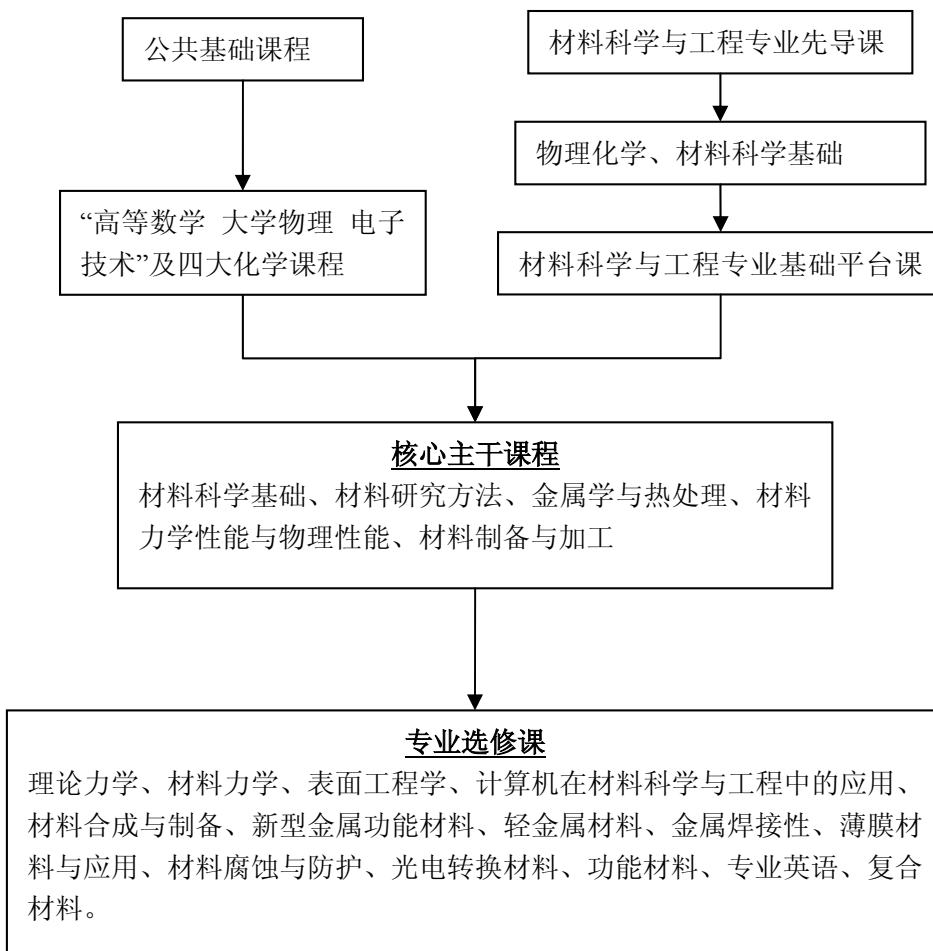 公共基础课程
材料科学与工程专业先导课
物理化学、材料科学基础
“高等数学 大学物理 电子
技术”及四大化学课程
材料科学与工程专业基础平台课
核心主干课程
材料科学基础、材料研究方法、金属学与热处理、材料
力学性能与物理性能、材料制备与加工
专业选修课
理论力学、材料力学、表面工程学、计算机在材料科学与工程中的应用、
材料合成与制备、新型金属功能材料、轻金属材料、金属焊接性、薄膜材
料与应用、材料腐蚀与防护、光电转换材料、功能材料、专业英语、复合
材料。